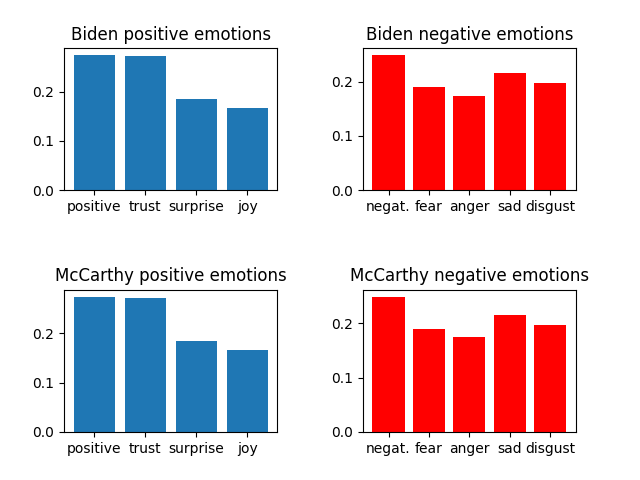 Biden positive emotions
0.2
0.1
0.0
positive trust surprise joy
Biden negative emotions
0.2
0.1
0.0
negat. fear anger sad disgust
McCarthy positive emotions
0.2
0.1
0.0
positive trust surprise joy
McCarthy negative emotions
0.2
0.1
0.0
negat. fear anger sad disgust